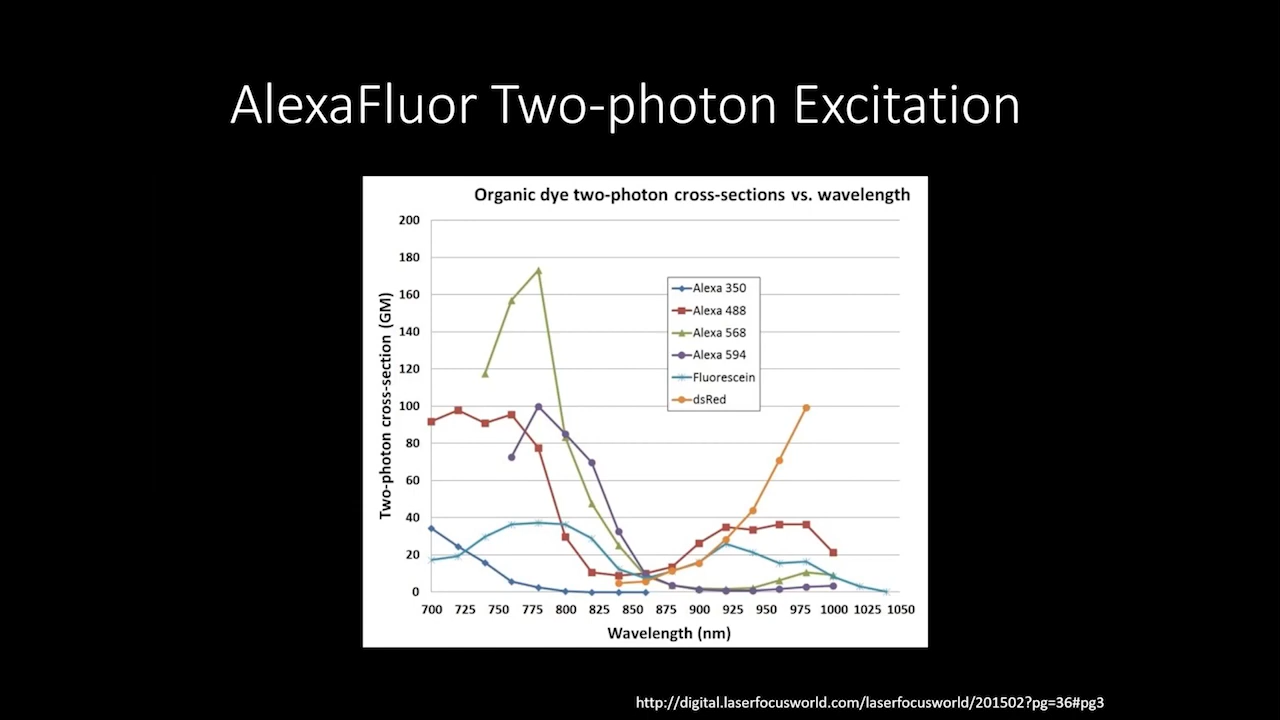 AlexaFluor Two-photon Excitation
Organic dye two-photon cross-sections vs. wavelength
Two-photon cross-section (GM)
200
180
160
140
120
100
80
60
40
20
0
Alexa 350
Alexa 488
Alexa 568
Alexa 594
Fluorescein
dsRed
700 725 750 775 800 825 850 875 900 925 950 975 1000 1025 1050
Wavelength (nm)
http://digital.laserfocusworld.com/laserfocusworld/201502?pg=36#pg3